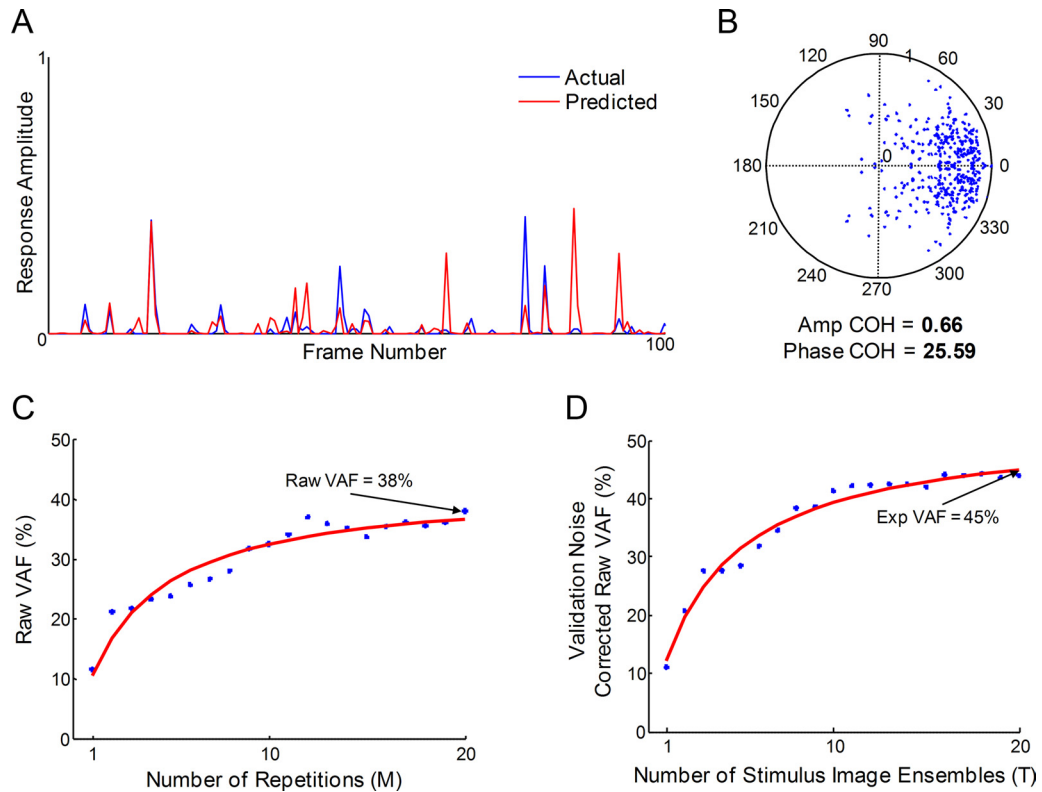 A
1
Response Amplitude
0
Frame Number
100
Actual
Predicted
B
90
1
60
120
30
150
0
180
0
210
330
240
300
270
Amp COH = 0.66
Phase COH = 25.59
C
50
40
30
20
10
0
Raw VAF (%)
Raw VAF = 38%
1
10
20
Number of Repetitions (M)
D
50
40
30
20
10
0
Validation Noise
Corrected Raw VAF (%)
Exp VAF = 45%
1
10
20
Number of Stimulus Image Ensembles (T)